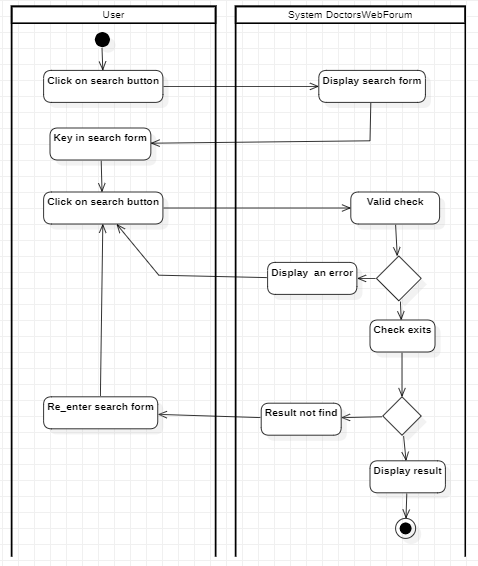 User
System DoctorsWebForum
Click on search button
Display search form
Key in search form
Click on search button
Valid check
Display an error
Check exits
Re_enter search form
Result not find
Display result